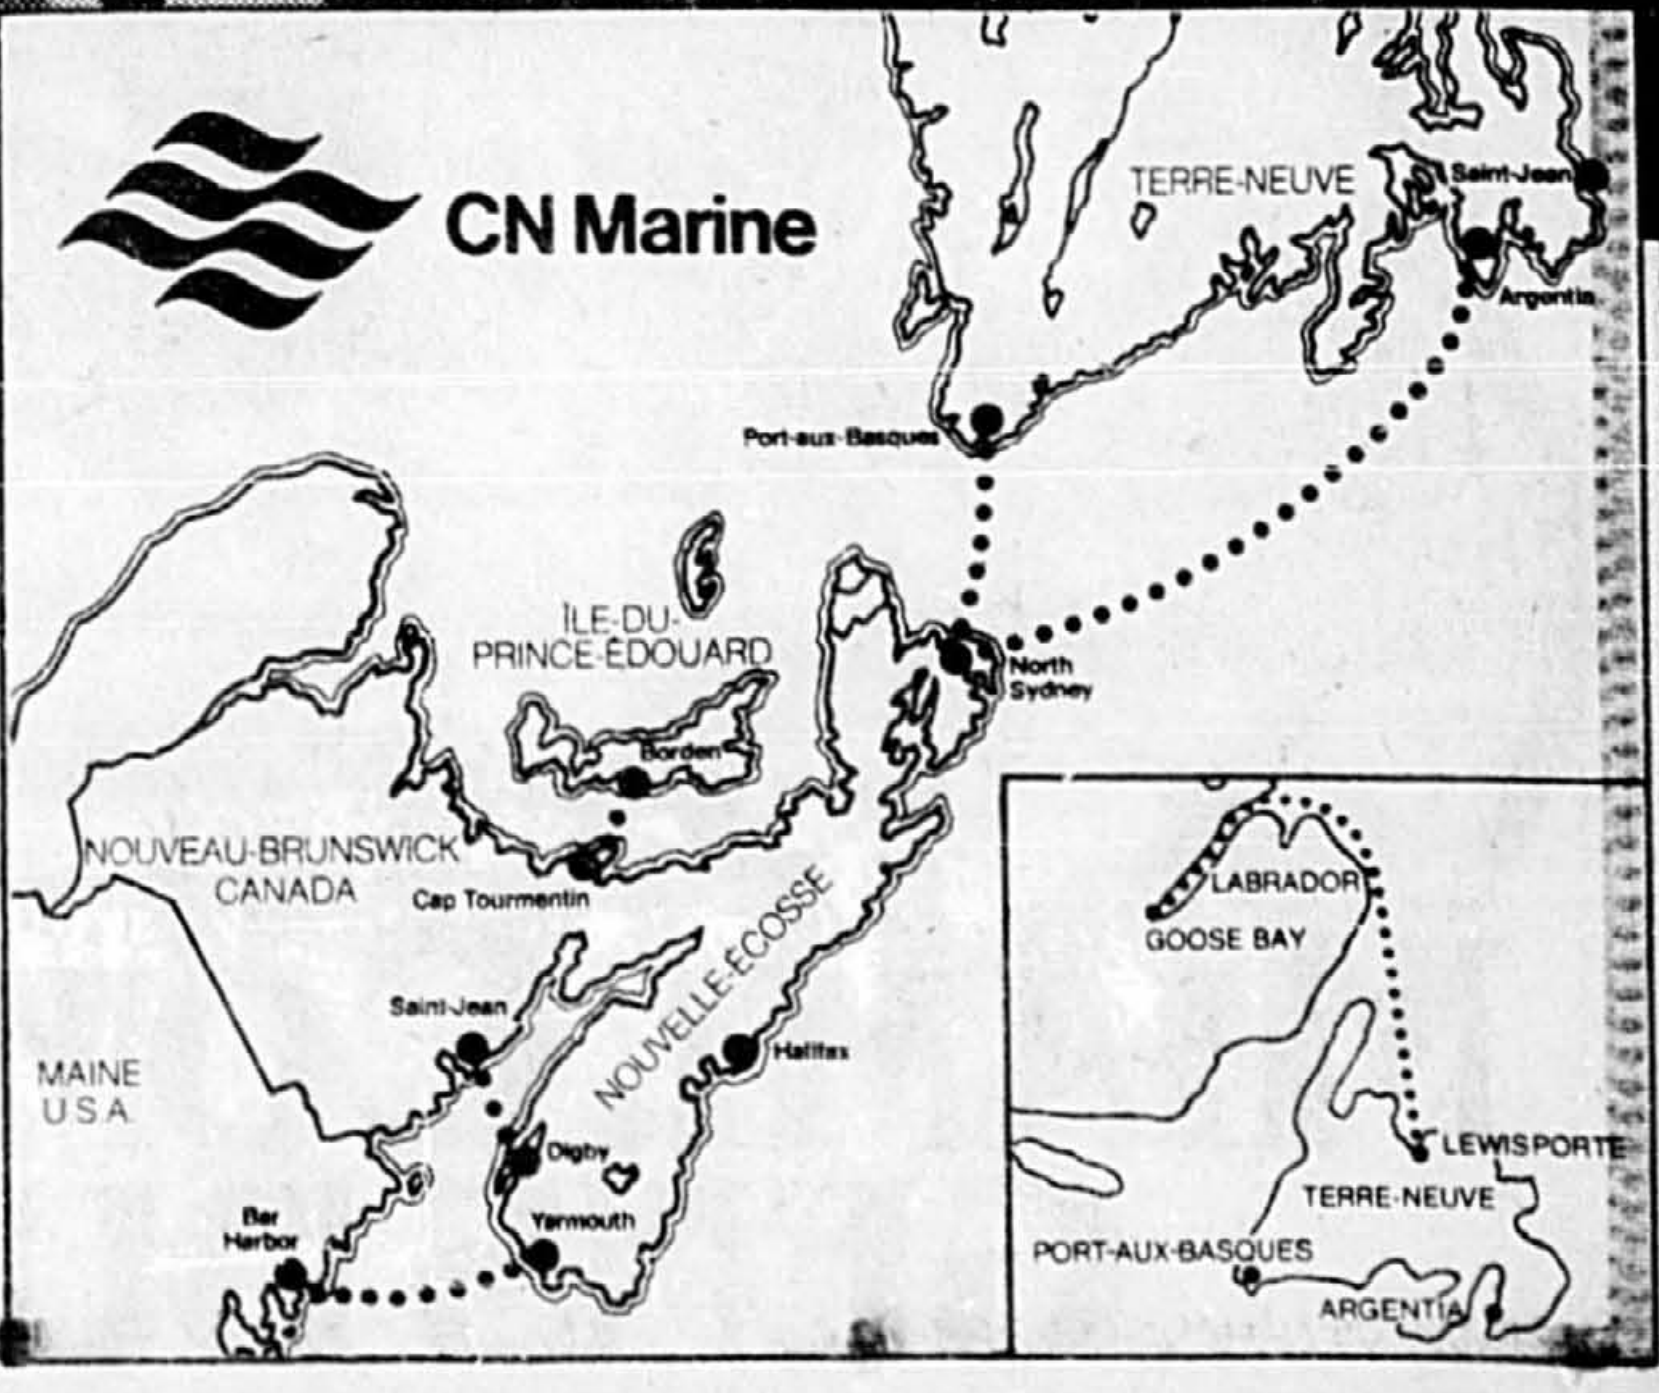 CN Marine
TERRE-NEUVE
Saint-Jean
Argentia
Port-aux-Basques
ÎLE-DU-
PRINCE-ÉDOUARD
North
Sydney
Borden
NOUVEAU-BRUNSWICK
CANADA
Cap Tourmentin
NOUVELLE-ÉCOSSE
Saint-Jean
Halifax
MAINE
U.S.A.
Digby
Yarmouth
Bar
Harbor
LABRADOR
GOOSE BAY
LEWISPORTE
TERRE-NEUVE
PORT-AUX-BASQUES
ARGENTIA